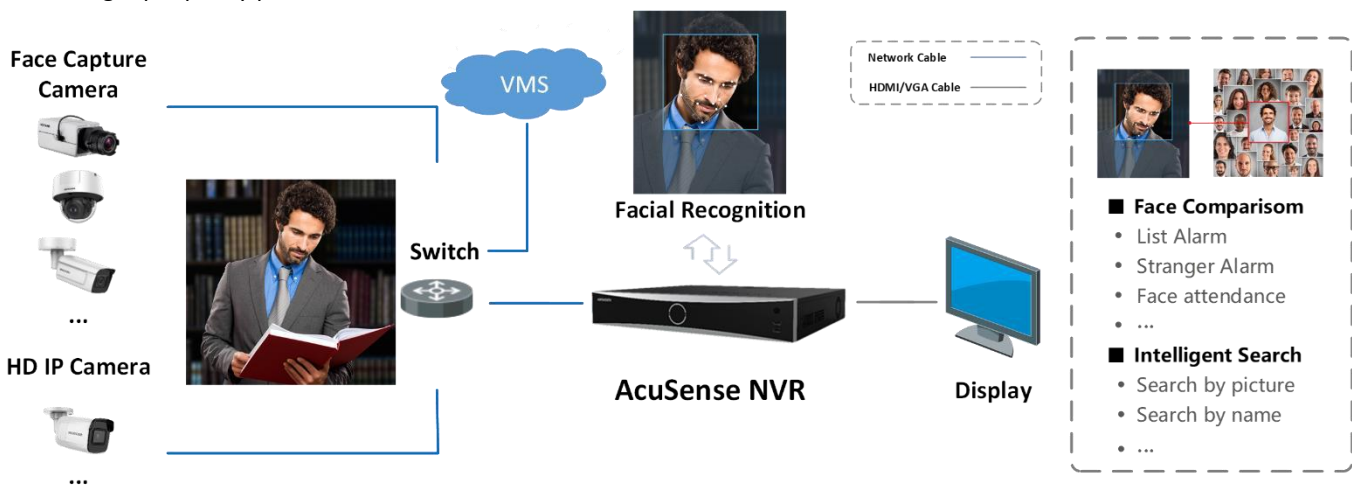 Face Capture
Camera
...
HD IP Camera
...
Switch
VMS
Facial Recognition
AcuSense NVR
Display
Network Cable
HDMI/VGA Cable
■ Face Comparisom
• List Alarm
• Stranger Alarm
• Face attendance
• ...
■ Intelligent Search
• Search by picture
• Search by name
• ...